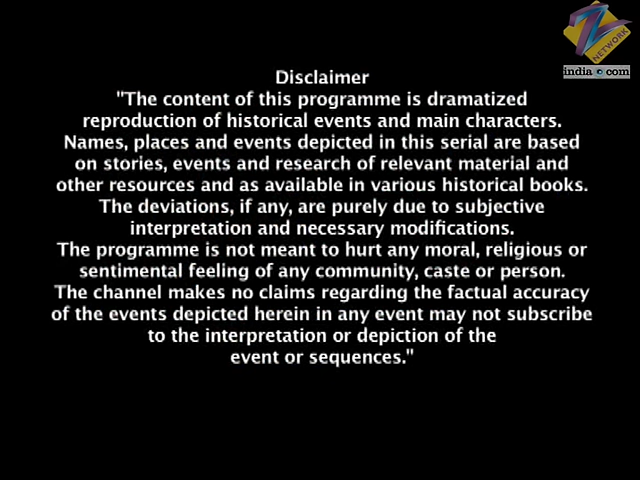 Z
NETWORK
india.com
Disclaimer
"The content of this programme is dramatized
reproduction of historical events and main characters.
Names, places and events depicted in this serial are based
on stories, events and research of relevant material and
other resources and as available in various historical books.
The deviations, if any, are purely due to subjective
interpretation and necessary modifications.
The programme is not meant to hurt any moral, religious or
sentimental feeling of any community, caste or person.
The channel makes no claims regarding the factual accuracy
of the events depicted herein in any event may not subscribe
to the interpretation or depiction of the
event or sequences."